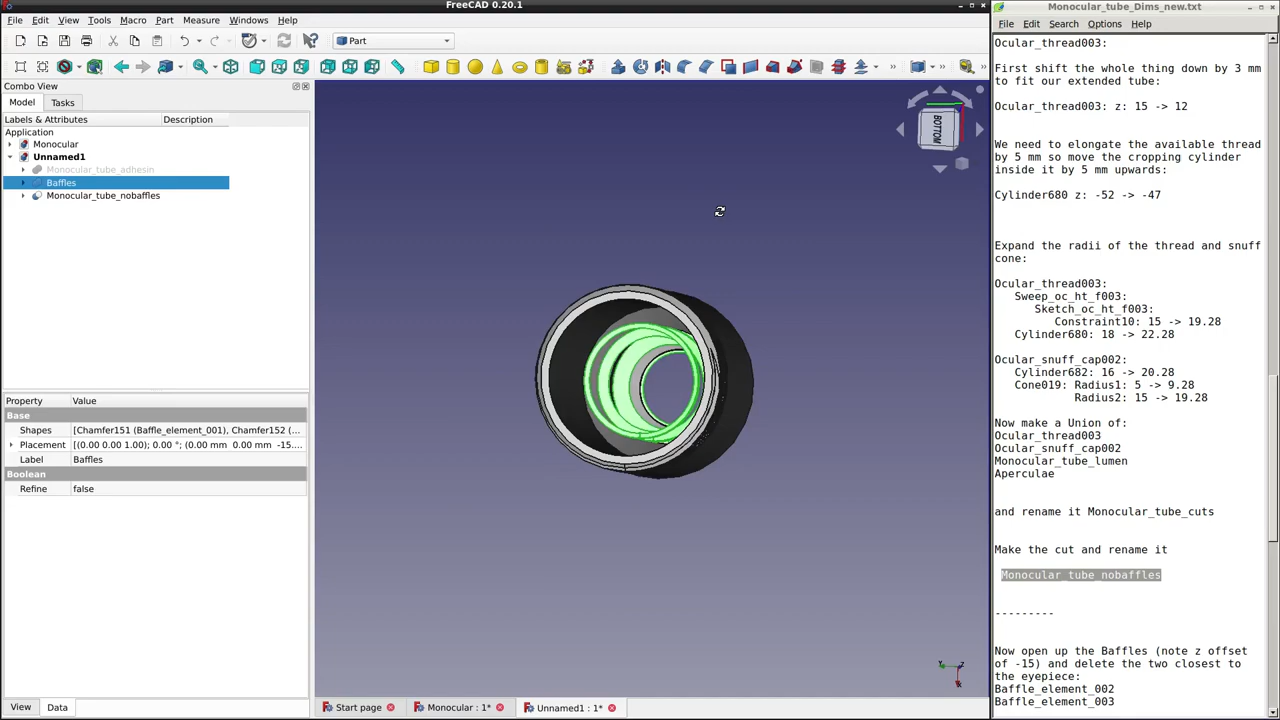 FreeCAD 0.20.1
File Edit View Tools Macro Part Measure Windows Help
Part
Combo View
Model Tasks
Labels & Attributes Description
Application
Monocular
Unnamed1
Monocular_tube_adhesin
Baffles
Monocular_tube_nobaffles
BOTTOM
Property Value
Base
Shapes [Chamfer151 (Baffle_element_001), Chamfer152 (...
Placement [(0.00 0.00 1.00); 0.00 °; (0.00 mm 0.00 mm -15....
Label Baffles
Boolean
Refine false
View Data
Start page Monocular : 1* Unnamed1 : 1*
Monocular_tube_Dims_new.txt
File Edit Search Options Help
Ocular_thread003:
First shift the whole thing down by 3 mm
to fit our extended tube:
Ocular_thread003: z: 15 -> 12
We need to elongate the available thread
by 5 mm so move the cropping cylinder
inside it by 5 mm upwards:
Cylinder680 z: -52 -> -47
Expand the radii of the thread and snuff
cone:
Ocular_thread003:
Sweep_oc_ht_f003:
Sketch_oc_ht_f003:
Constraint10: 15 -> 19.28
Cylinder680: 18 -> 22.28
Ocular_snuff_cap002:
Cylinder682: 16 -> 20.28
Cone019: Radius1: 5 -> 9.28
Radius2: 15 -> 19.28
Now make a Union of:
Ocular_thread003
Ocular_snuff_cap002
Monocular_tube_lumen
Aperculae
and rename it Monocular_tube_cuts
Make the cut and rename it
Monocular_tube_nobaffles
---------
Now open up the Baffles (note z offset
of -15) and delete the two closest to
the eyepiece:
Baffle_element_002
Baffle_element_003